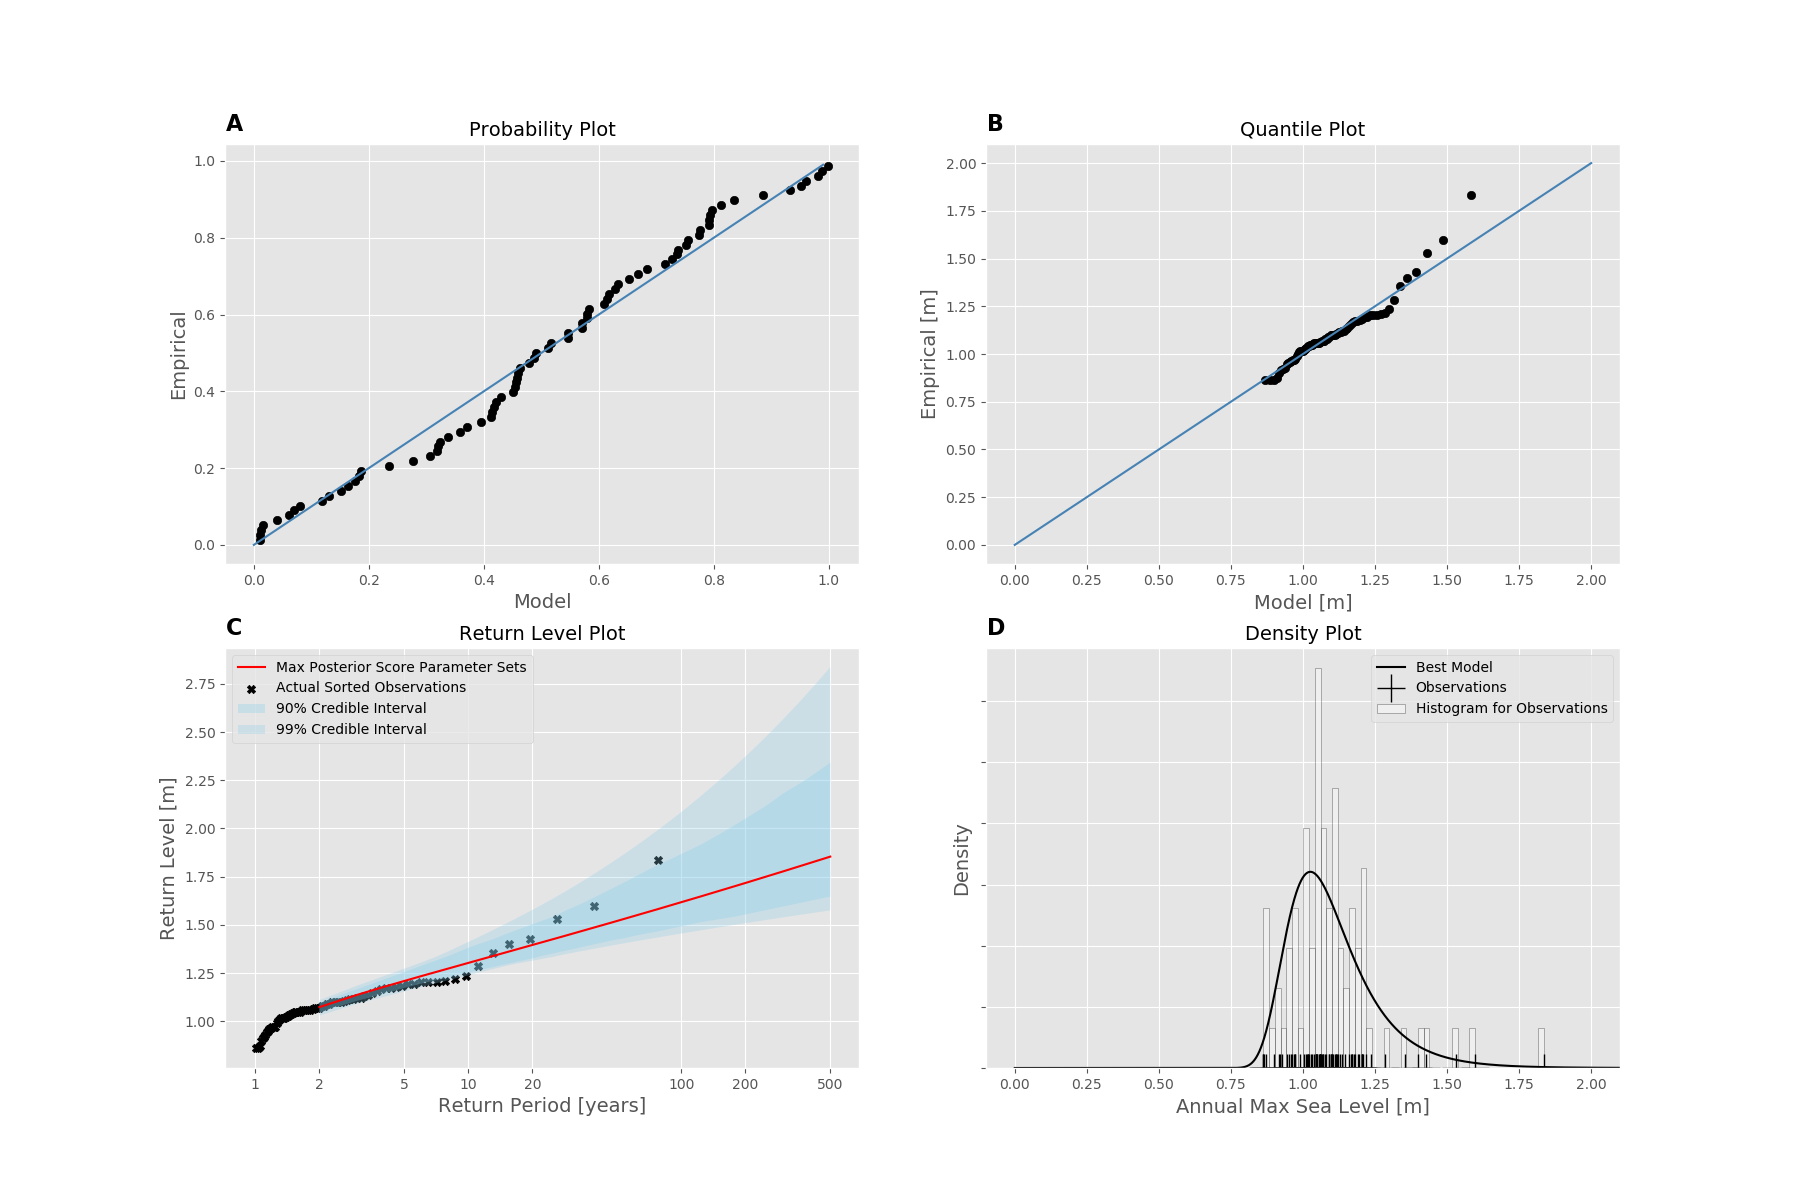 A
Probability Plot
1.0
0.8
0.6
0.4
0.2
0.0
Empirical
0.0 0.2 0.4 0.6 0.8 1.0
Model
B
Quantile Plot
2.00
1.75
1.50
1.25
1.00
0.75
0.50
0.25
0.00
Empirical [m]
0.00 0.25 0.50 0.75 1.00 1.25 1.50 1.75 2.00
Model [m]
C
Return Level Plot
Max Posterior Score Parameter Sets
Actual Sorted Observations
90% Credible Interval
99% Credible Interval
2.75
2.50
2.25
2.00
1.75
1.50
1.25
1.00
Return Level [m]
1 2 5 10 20 100 200 500
Return Period [years]
D
Density Plot
Best Model
Observations
Histogram for Observations
Density
0.00 0.25 0.50 0.75 1.00 1.25 1.50 1.75 2.00
Annual Max Sea Level [m]